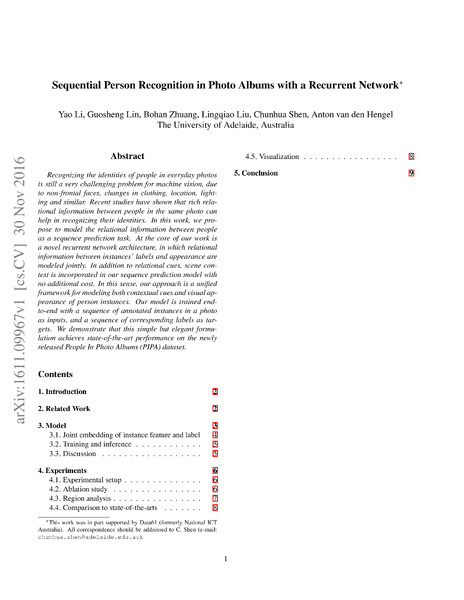 Sequential Person Recognition in Photo Albums with a Recurrent Network*
Yao Li, Guosheng Lin, Bohan Zhuang, Lingqiao Liu, Chunhua Shen, Anton van den Hengel
The University of Adelaide, Australia
arXiv:1611.09967v1 [cs.CV] 30 Nov 2016
Abstract
Recognizing the identities of people in everyday photos
is still a very challenging problem for machine vision, due
to non-frontal faces, changes in clothing, location, light-
ing and similar. Recent studies have shown that rich rela-
tional information between people in the same photo can
help in recognizing their identities. In this work, we pro-
pose to model the relational information between people
as a sequence prediction task. At the core of our work is
a novel recurrent network architecture, in which relational
information between instances' labels and appearance are
modeled jointly. In addition to relational cues, scene con-
text is incorporated in our sequence prediction model with
no additional cost. In this sense, our approach is a unified
framework for modeling both contextual cues and visual ap-
pearance of person instances. Our model is trained end-
to-end with a sequence of annotated instances in a photo
as inputs, and a sequence of corresponding labels as tar-
gets. We demonstrate that this simple but elegant formu-
lation achieves state-of-the-art performance on the newly
released People In Photo Albums (PIPA) dataset.
Contents
1. Introduction 2
2. Related Work 2
3. Model 3
3.1. Joint embedding of instance feature and label 4
3.2. Training and inference . . . . . . . . . . . . 5
3.3. Discussion . . . . . . . . . . . . . . . . . . . 5
4. Experiments 6
4.1. Experimental setup . . . . . . . . . . . . . . 6
4.2. Ablation study . . . . . . . . . . . . . . . . 6
4.3. Region analysis . . . . . . . . . . . . . . . . 7
4.4. Comparison to state-of-the-arts . . . . . . . 8
*This work was in part supported by Data61 (formerly National ICT
Australia). All correspondence should be addressed to C. Shen (e-mail:
chunhua.shen@adelaide.edu.au).
4.5. Visualization . . . . . . . . . . . . . . . . . 8
5. Conclusion 9
1